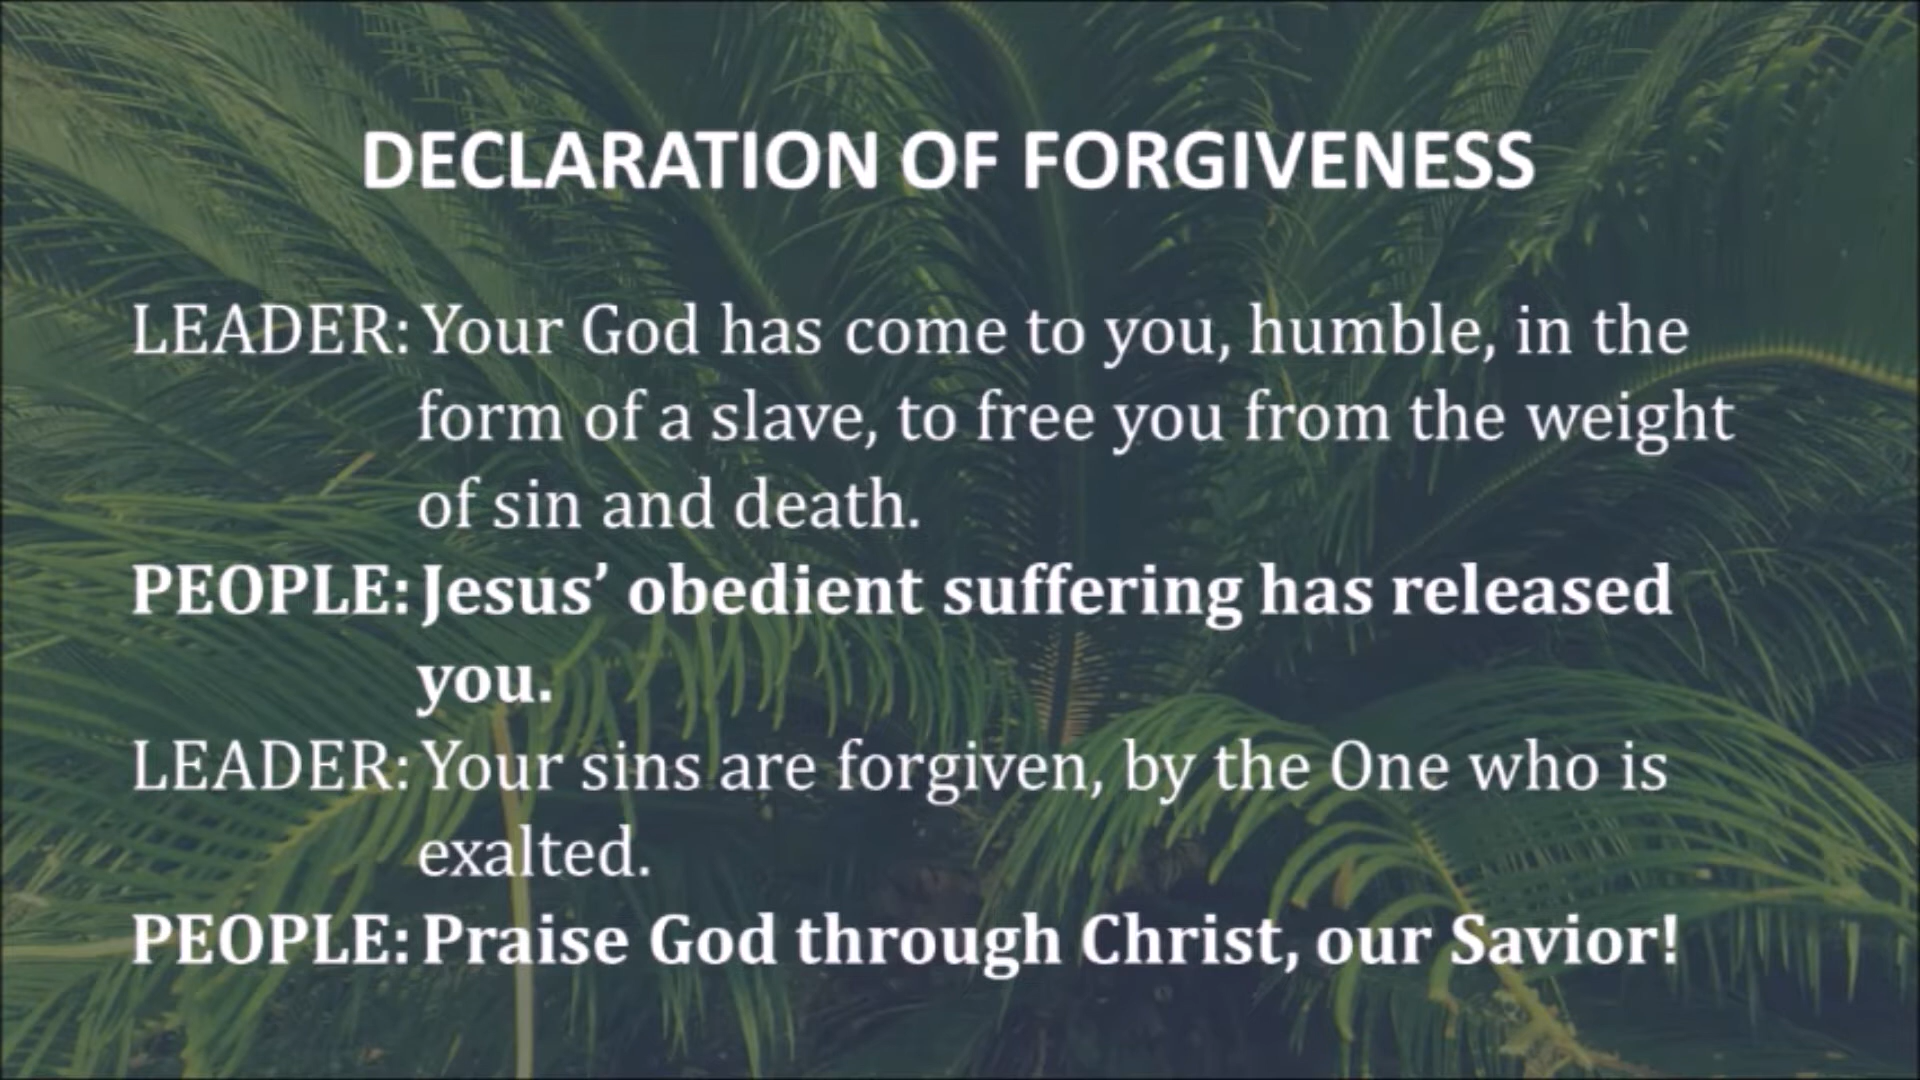 DECLARATION OF FORGIVENESS
LEADER: Your God has come to you, humble, in the
form of a slave, to free you from the weight
of sin and death.
PEOPLE: Jesus’ obedient suffering has released
you.
LEADER: Your sins are forgiven, by the One who is
exalted.
PEOPLE: Praise God through Christ, our Savior!